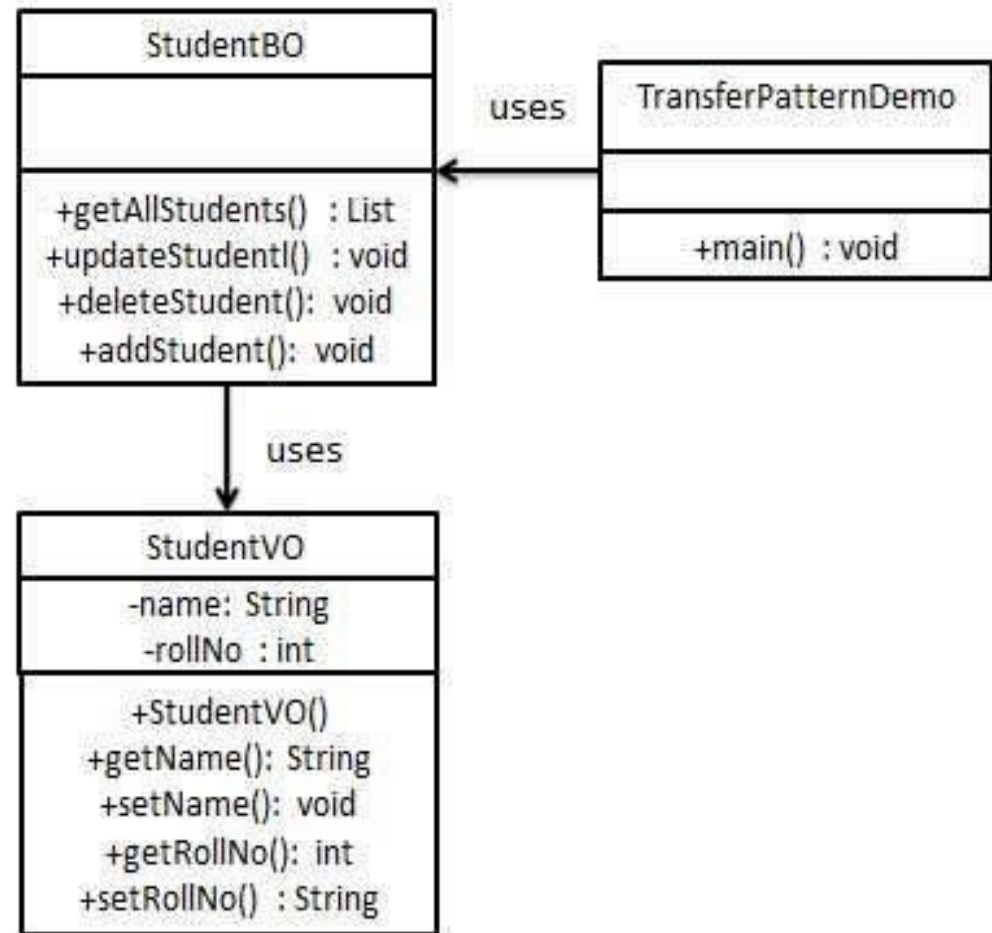 StudentBO
+getAllStudents() : List
+updateStudentl() : void
+deleteStudent(): void
+addStudent(): void
uses
TransferPatternDemo
+main() : void
uses
StudentVO
-name: String
-rollNo : int
+StudentVO()
+getName(): String
+setName(): void
+getRollNo(): int
+setRollNo() : String